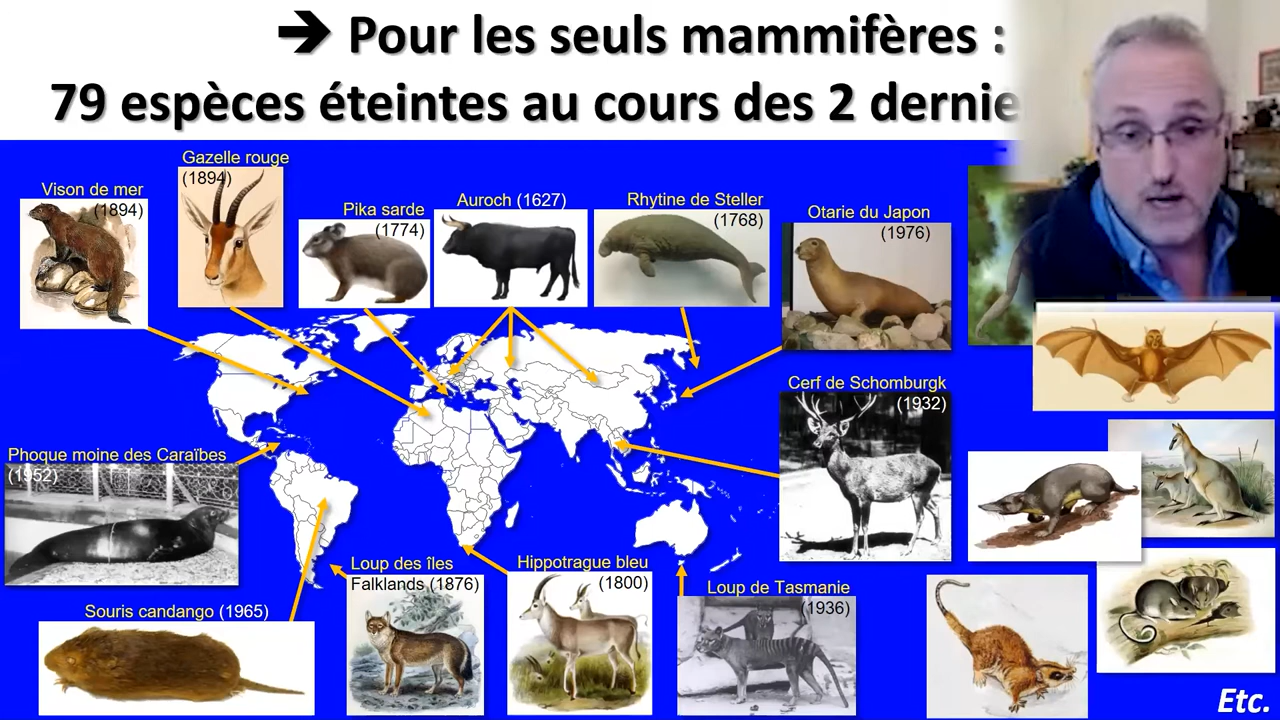 ➔ Pour les seuls mammifères :
79 espèces éteintes au cours des 2
Gazelle rouge
(1894)
Vison de mer
(1894)
Pika sarde
(1774)
Auroch (1627)
Rhytine de Steller
(1768)
Otarie du Japon
(1976)
Cerf de Schomburgk
(1932)
Phoque moine des Caraïbes
(1952)
Loup des îles
Falklands (1876)
Hippotrague bleu
(1800)
Loup de Tasmanie
(1936)
Souris candango (1965)
Etc.